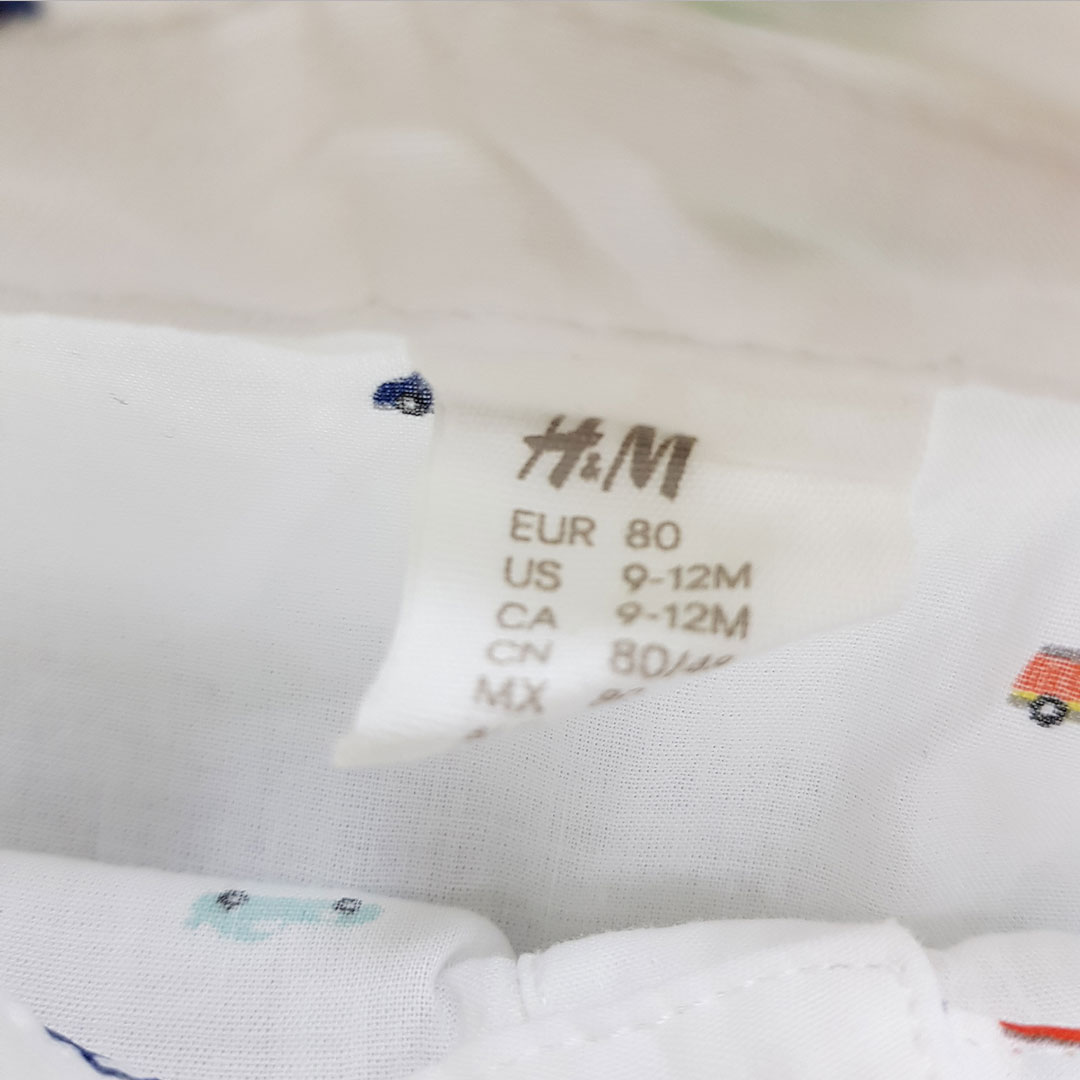 H&M
EUR 80
US 9-12M
CA 9-12M
CN
MX